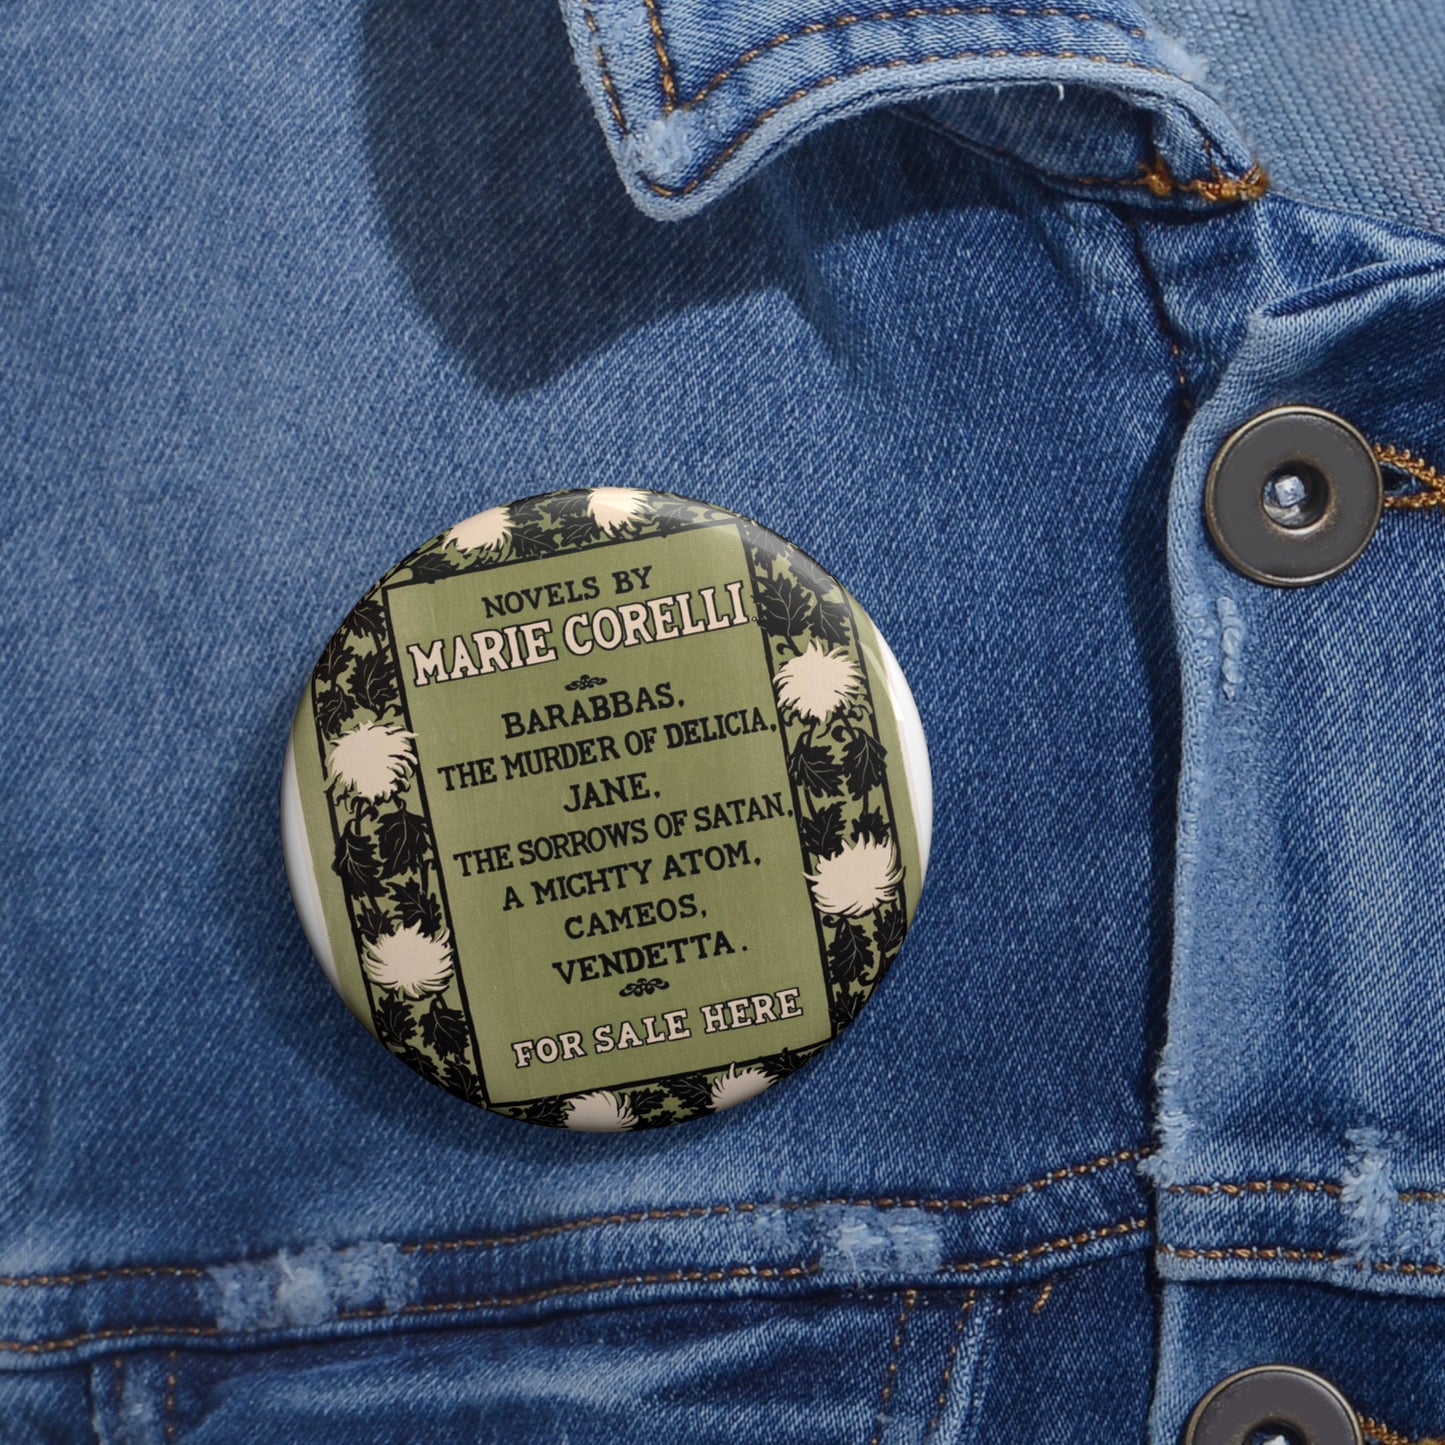 NOVELS BY
MARIE CORELLI.
BARABBAS,
THE MURDER OF DELICIA,
JANE,
THE SORROWS OF SATAN,
A MIGHTY ATOM,
CAMEOS,
VENDETTA.
FOR SALE HERE